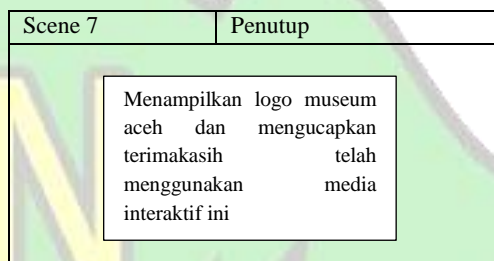 Scene 7 Penutup
Menampilkan logo museum
aceh dan mengucapkan
terimakasih telah
menggunakan media
interaktif ini